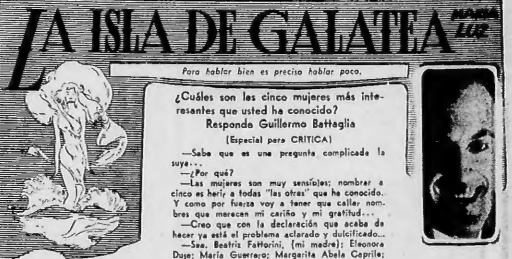 LA ISLA DE GALATEA
MARIA
LUZ
Para hablar bien es preciso hablar poco.
¿Cuáles son las cinco mujeres más inte-
resantes que usted ha conocido?
Responde Guillermo Battaglia
(Especial para CRITICA)
—Sabe que es una pregunta complicada la
suya...
—¿Por qué?
—Las mujeres son muy sensibles; nombrar a
cinco es herir a todas "las otras" que he conocido.
Y como por fuerza voy a tener que callar nom-
bres que merecen mi cariño y mi gratitud...
—Creo que con la declaración que acaba de
hacer ya está el problema aclarado y dulcificado...
—Sea. Beatriz Fattorini, (mi madre); Eleonora
Duse; María Guerrero; Margarita Abela Caprile;